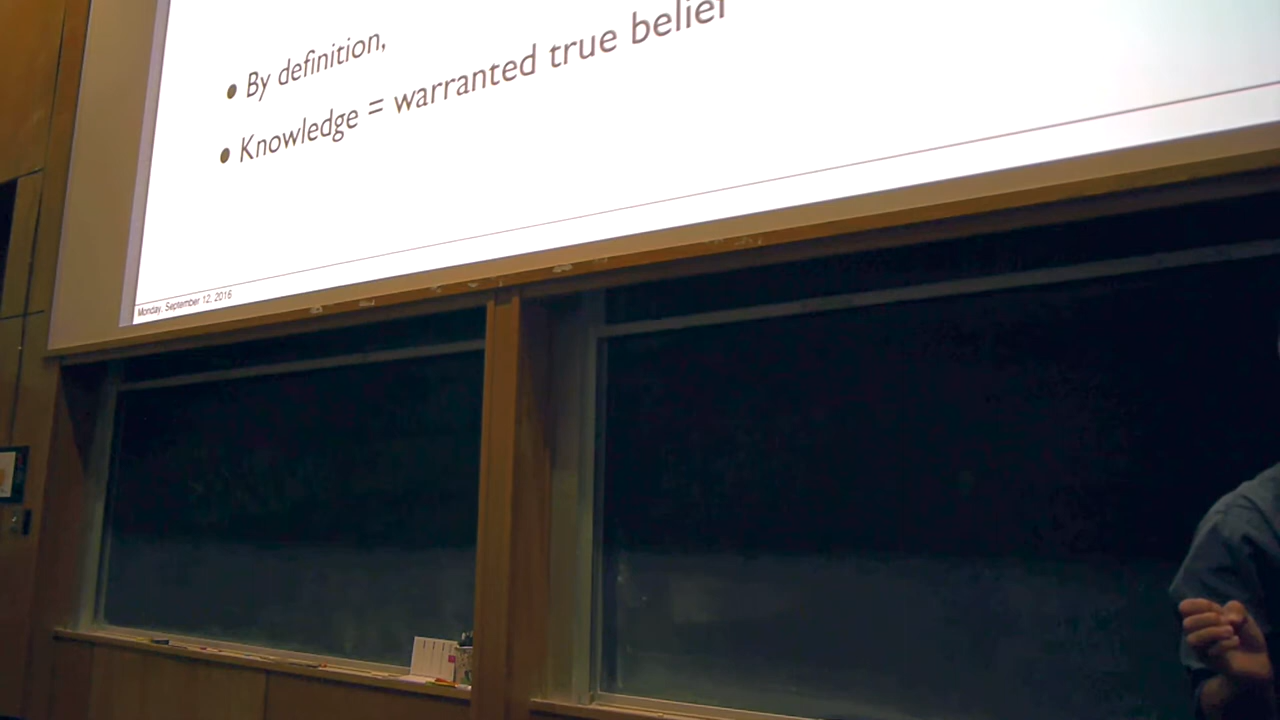 • By definition,
• Knowledge = warranted true belief
Monday, September 12, 2016